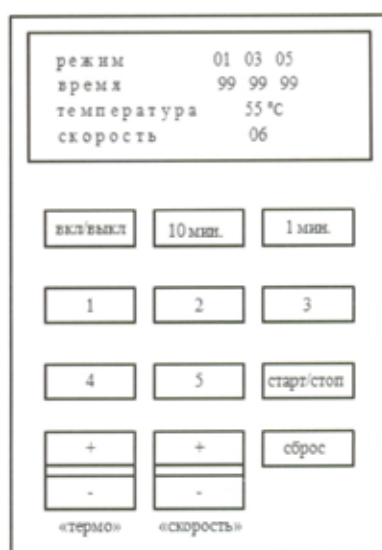 режим 01 03 05
время 99 99 99
температура 55 °C
скорость 06
вкл/выкл 10 мин. 1 мин.
1 2 3
4 5 старт/стоп
+ + сброс
- -
«термо» «скорость»